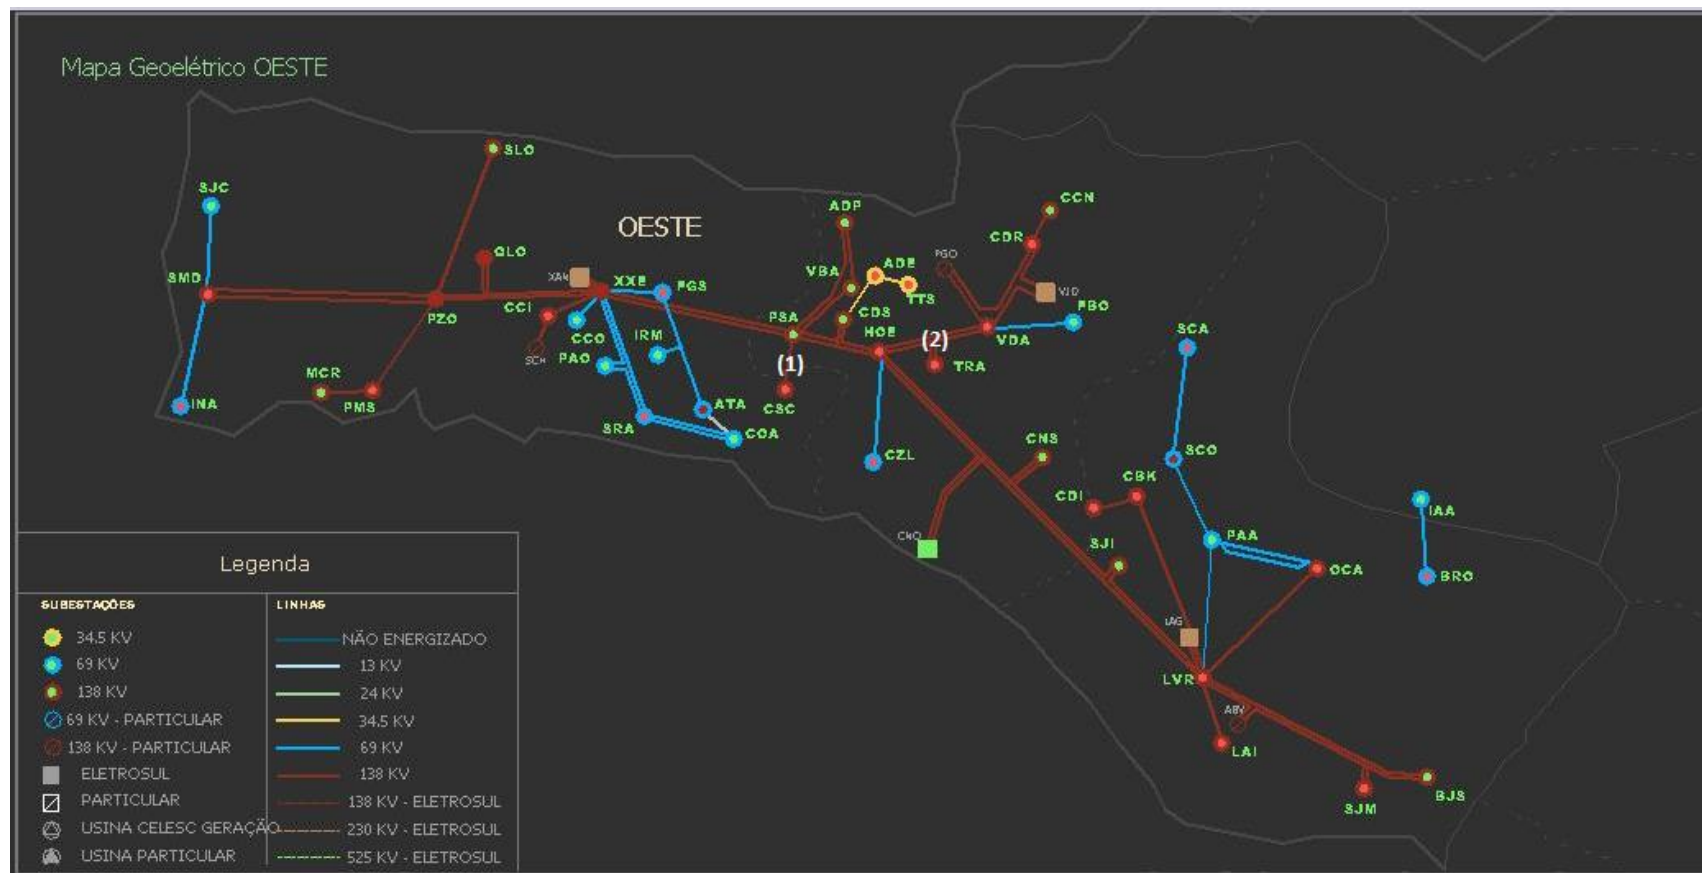 Mapa Geoelétrico OESTE
SLO
SJC
CCN
ADP
OESTE
CDR
QLO
PGO
ADE
VBA
SMD
XAN
XXE
FGS
TTS
VID
FBO
CCI
CDS
PZO
PSA
HOE
(2)
VDA
SCA
CCO
IRM
SCH
PAO
(1)
TRA
MCR
PMS
INA
ATA
CSC
SRA
COA
CNS
CZL
SCO
CBK
CDI
IAA
CNO
PAA
SJI
OCA
BRO
LAG
LVR
ABV
LAI
SJM
BJS
Legenda
SUBESTAÇÕES
LINHAS
34.5 KV
NÃO ENERGIZADO
69 KV
13 KV
138 KV
24 KV
69 KV - PARTICULAR
34.5 KV
138 KV - PARTICULAR
69 KV
ELETROSUL
138 KV
PARTICULAR
138 KV - ELETROSUL
USINA CELESC GERAÇÃO
230 KV - ELETROSUL
USINA PARTICULAR
525 KV - ELETROSUL